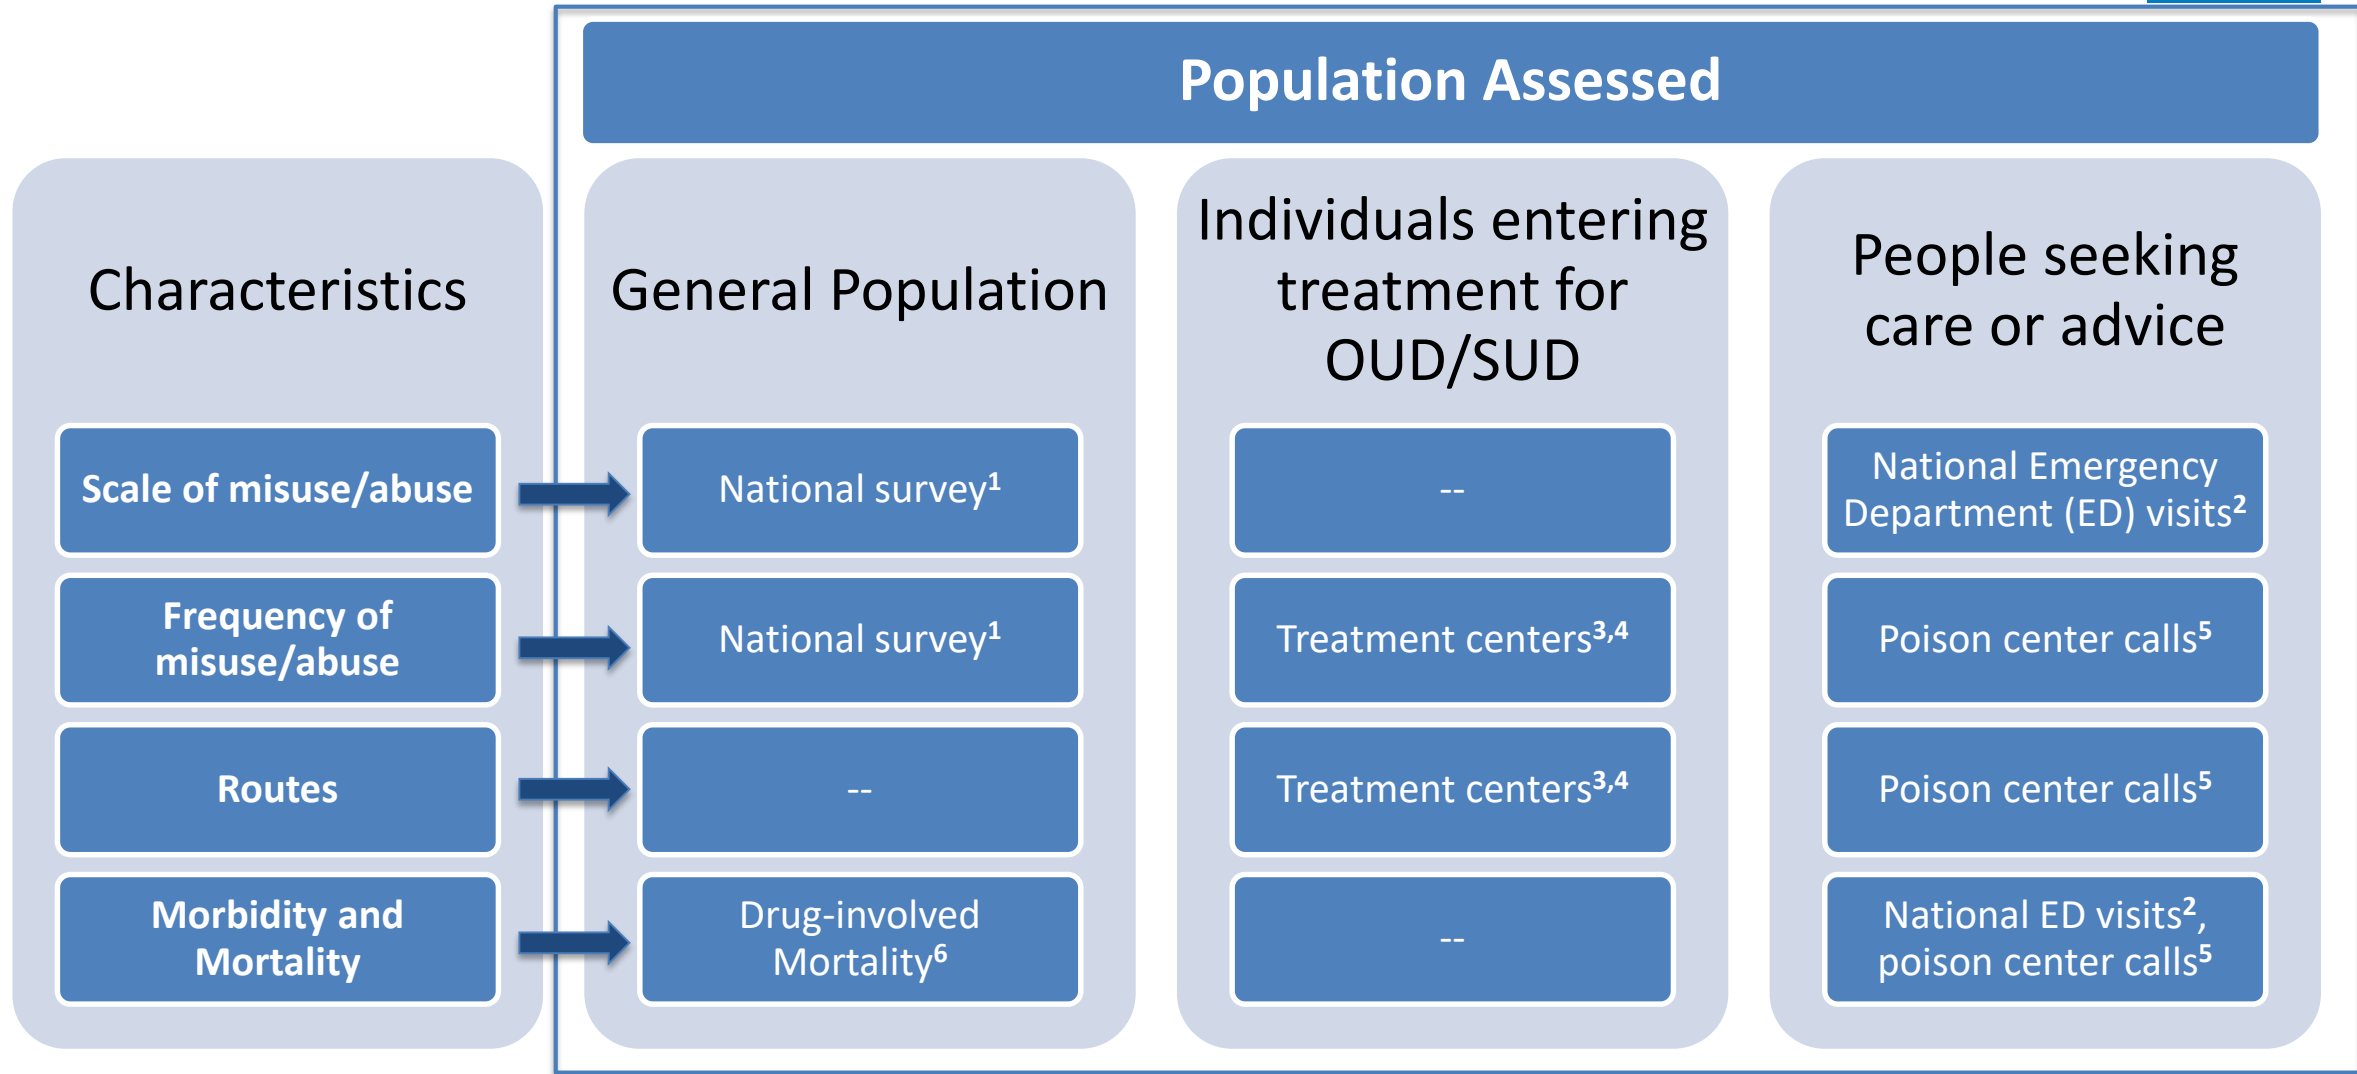 Population Assessed
Characteristics
General Population
Individuals entering
treatment for
OUD/SUD
People seeking
care or advice
Scale of misuse/abuse
National survey¹
--
National Emergency
Department (ED) visits²
Frequency of
misuse/abuse
National survey¹
Treatment centers³,⁴
Poison center calls⁵
Routes
--
Treatment centers³,⁴
Poison center calls⁵
Morbidity and
Mortality
Drug-involved
Mortality⁶
--
National ED visits²,
poison center calls⁵